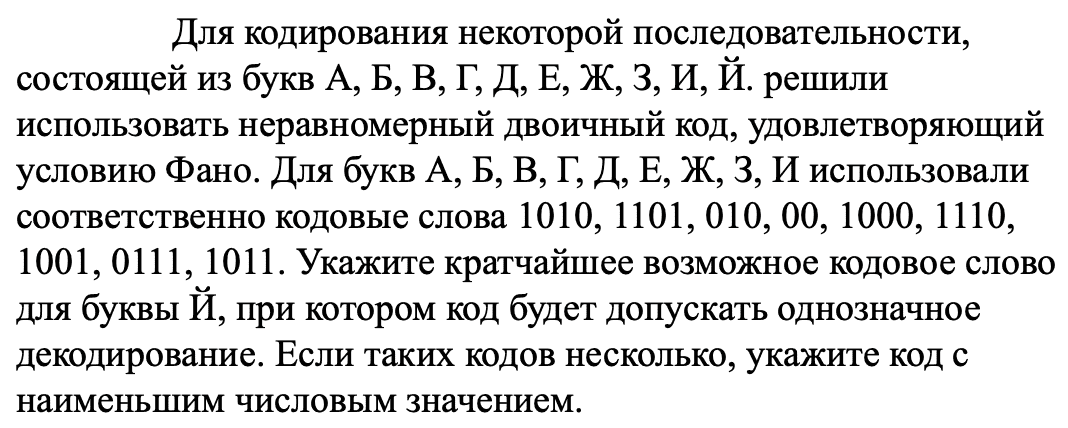 Для кодирования некоторой последовательности,
состоящей из букв А, Б, В, Г, Д, Е, Ж, З, И, Й. решили
использовать неравномерный двоичный код, удовлетворяющий
условию Фано. Для букв А, Б, В, Г, Д, Е, Ж, З, И использовали
соответственно кодовые слова 1010, 1101, 010, 00, 1000, 1110,
1001, 0111, 1011. Укажите кратчайшее возможное кодовое слово
для буквы Й, при котором код будет допускать однозначное
декодирование. Если таких кодов несколько, укажите код с
наименьшим числовым значением.